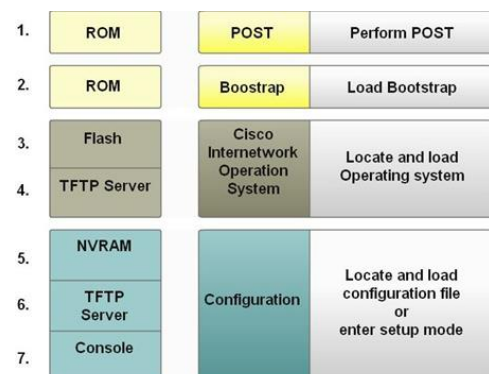 1.
ROM
POST
Perform POST
2.
ROM
Boostrap
Load Bootstrap
3.
Flash
4.
TFTP Server
Cisco
Internetwork
Operation
System
Locate and load
Operating system
5.
NVRAM
6.
TFTP
Server
7.
Console
Configuration
Locate and load
configuration file
or
enter setup mode